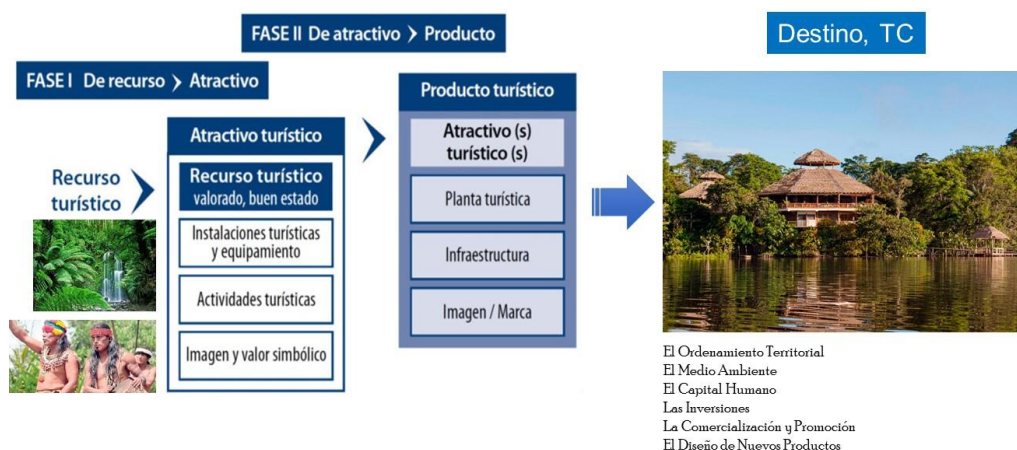 FASE I De recurso > Atractivo
FASE II De atractivo > Producto
Destino, TC
Recurso
turístico
Atractivo turístico
Recurso turístico
valorado, buen estado
Instalaciones turísticas
y equipamiento
Actividades turísticas
Imagen y valor simbólico
Producto turístico
Atractivo (s)
turístico (s)
Planta turística
Infraestructura
Imagen / Marca
El Ordenamiento Territorial
El Medio Ambiente
El Capital Humano
Las Inversiones
La Comercialización y Promoción
El Diseño de Nuevos Productos